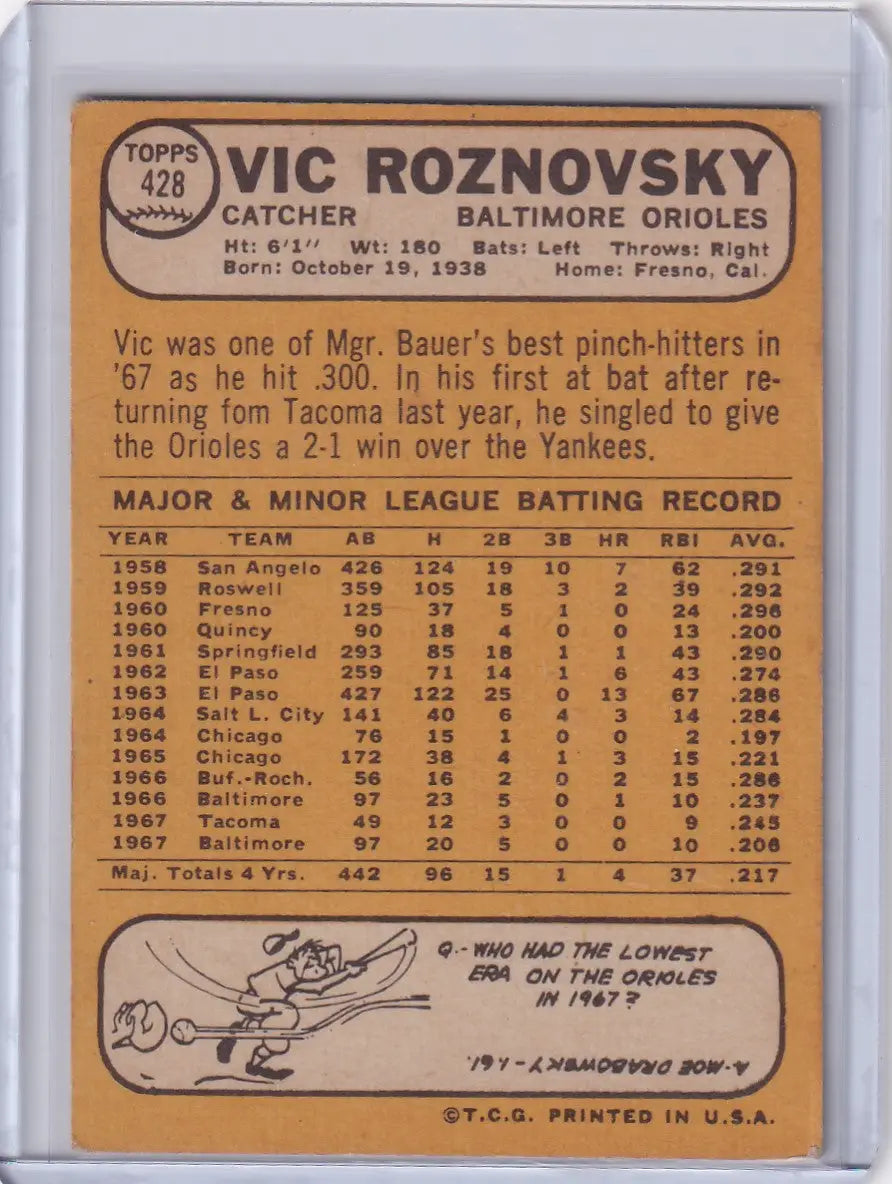 TOPPS
428
VIC ROZNOVSKY
CATCHER BALTIMORE ORIOLES
Ht: 6'1'' Wt: 180 Bats: Left Throws: Right
Born: October 19, 1938 Home: Fresno, Cal.
Vic was one of Mgr. Bauer's best pinch-hitters in
'67 as he hit .300. In his first at bat after re-
turning fom Tacoma last year, he singled to give
the Orioles a 2-1 win over the Yankees.
MAJOR & MINOR LEAGUE BATTING RECORD
YEAR TEAM AB H 2B 3B HR RBI AVG.
1958 San Angelo 426 124 19 10 7 62 .291
1959 Roswell 359 105 18 3 2 39 .292
1960 Fresno 125 37 5 1 0 24 .296
1960 Quincy 90 18 4 0 0 13 .200
1961 Springfield 293 85 18 1 1 43 .290
1962 El Paso 259 71 14 1 6 43 .274
1963 El Paso 427 122 25 0 13 67 .286
1964 Salt L. City 141 40 6 4 3 14 .284
1964 Chicago 76 15 1 0 0 2 .197
1965 Chicago 172 38 4 1 3 15 .221
1966 Buf.-Roch. 56 16 2 0 2 15 .286
1966 Baltimore 97 23 5 0 1 10 .237
1967 Tacoma 49 12 3 0 0 9 .245
1967 Baltimore 97 20 5 0 0 10 .206
Maj. Totals 4 Yrs. 442 96 15 1 4 37 .217
Q.- WHO HAD THE LOWEST
ERA ON THE ORIOLES
IN 1967?
A-MOE DRABOWSKY-1.61.
©T.C.G. PRINTED IN U.S.A.